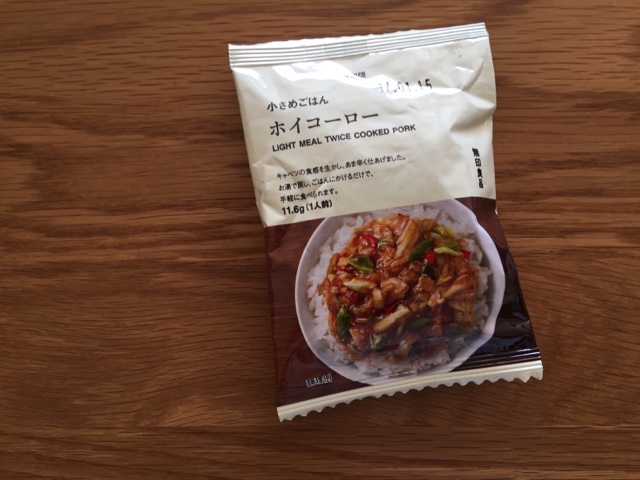 小さめごはん
ホイコーロー
LIGHT MEAL TWICE COOKED PORK
キャベツの食感を生かし、あま辛く仕あげました。
お湯で戻し、ごはんにかけるだけで、
手軽に食べられます。
11.6g(1人前)
無印良品